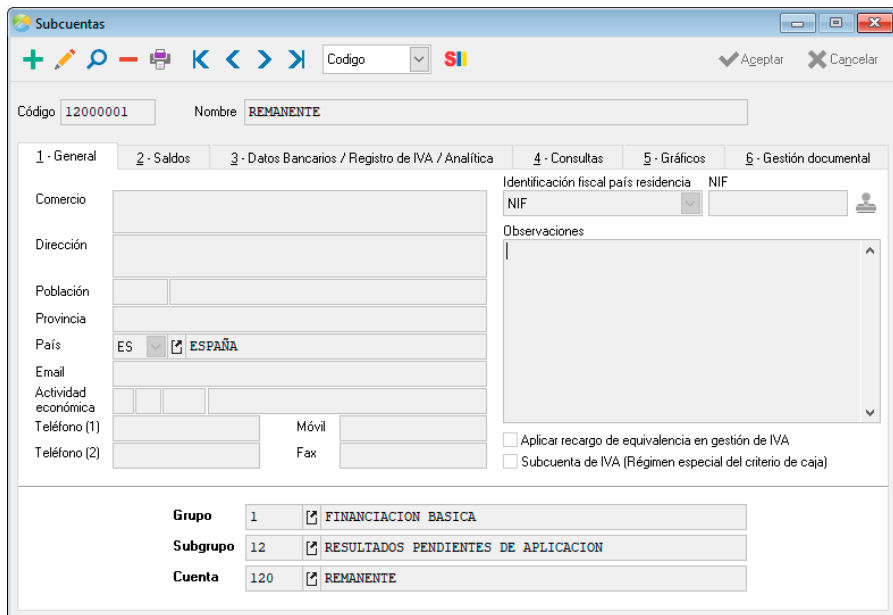 Subcuentas
Codigo SII Aceptar Cancelar
Código 12000001 Nombre REMANENTE
1 - General 2 - Saldos 3 - Datos Bancarios / Registro de IVA / Analítica 4 - Consultas 5 - Gráficos 6 - Gestión documental
Identificación fiscal país residencia NIF
Comercio NIF
Observaciones
Dirección
Población
Provincia
País ES ESPAÑA
Email
Actividad
económica
Teléfono (1) Móvil
Teléfono (2) Fax
Aplicar recargo de equivalencia en gestión de IVA
Subcuenta de IVA (Régimen especial del criterio de caja)
Grupo 1 FINANCIACION BASICA
Subgrupo 12 RESULTADOS PENDIENTES DE APLICACION
Cuenta 120 REMANENTE